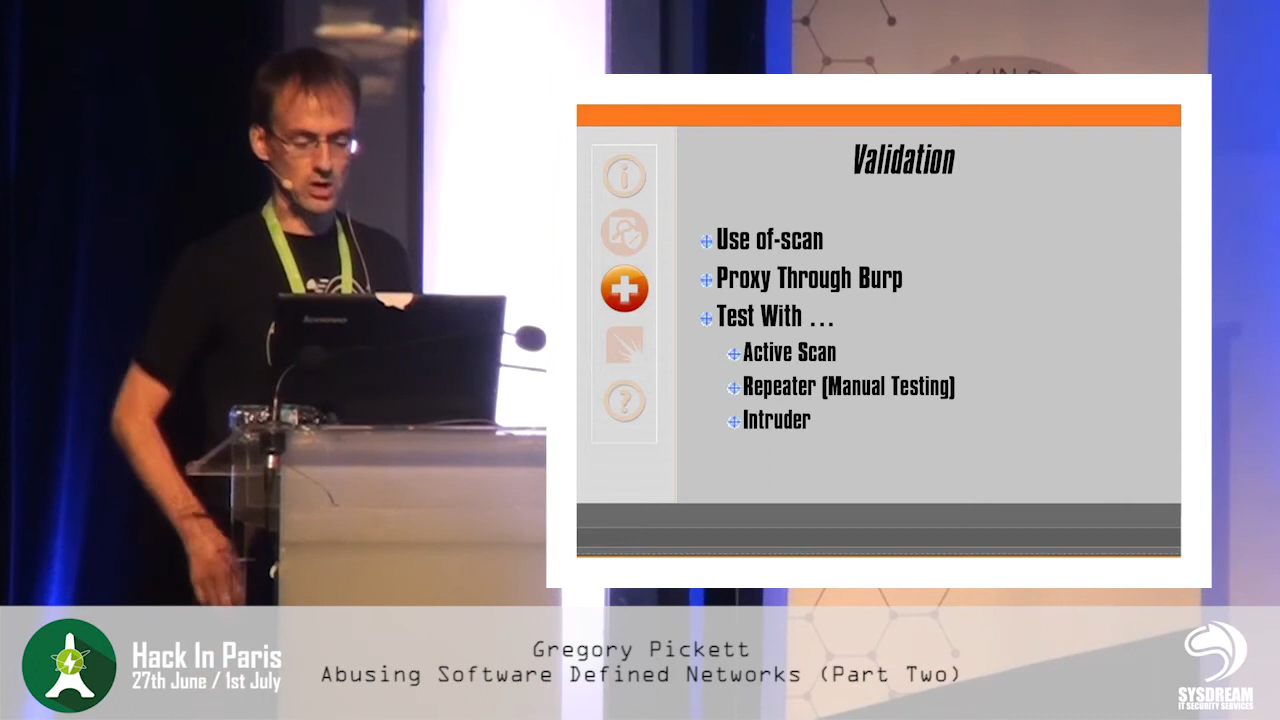 Validation
Use of-scan
Proxy Through Burp
Test With ...
Active Scan
Repeater (Manual Testing)
Intruder
lenovo
Hack In Paris
27th June / 1st July
Gregory Pickett
Abusing Software Defined Networks (Part Two)
SYSDREAM
IT SECURITY SERVICES